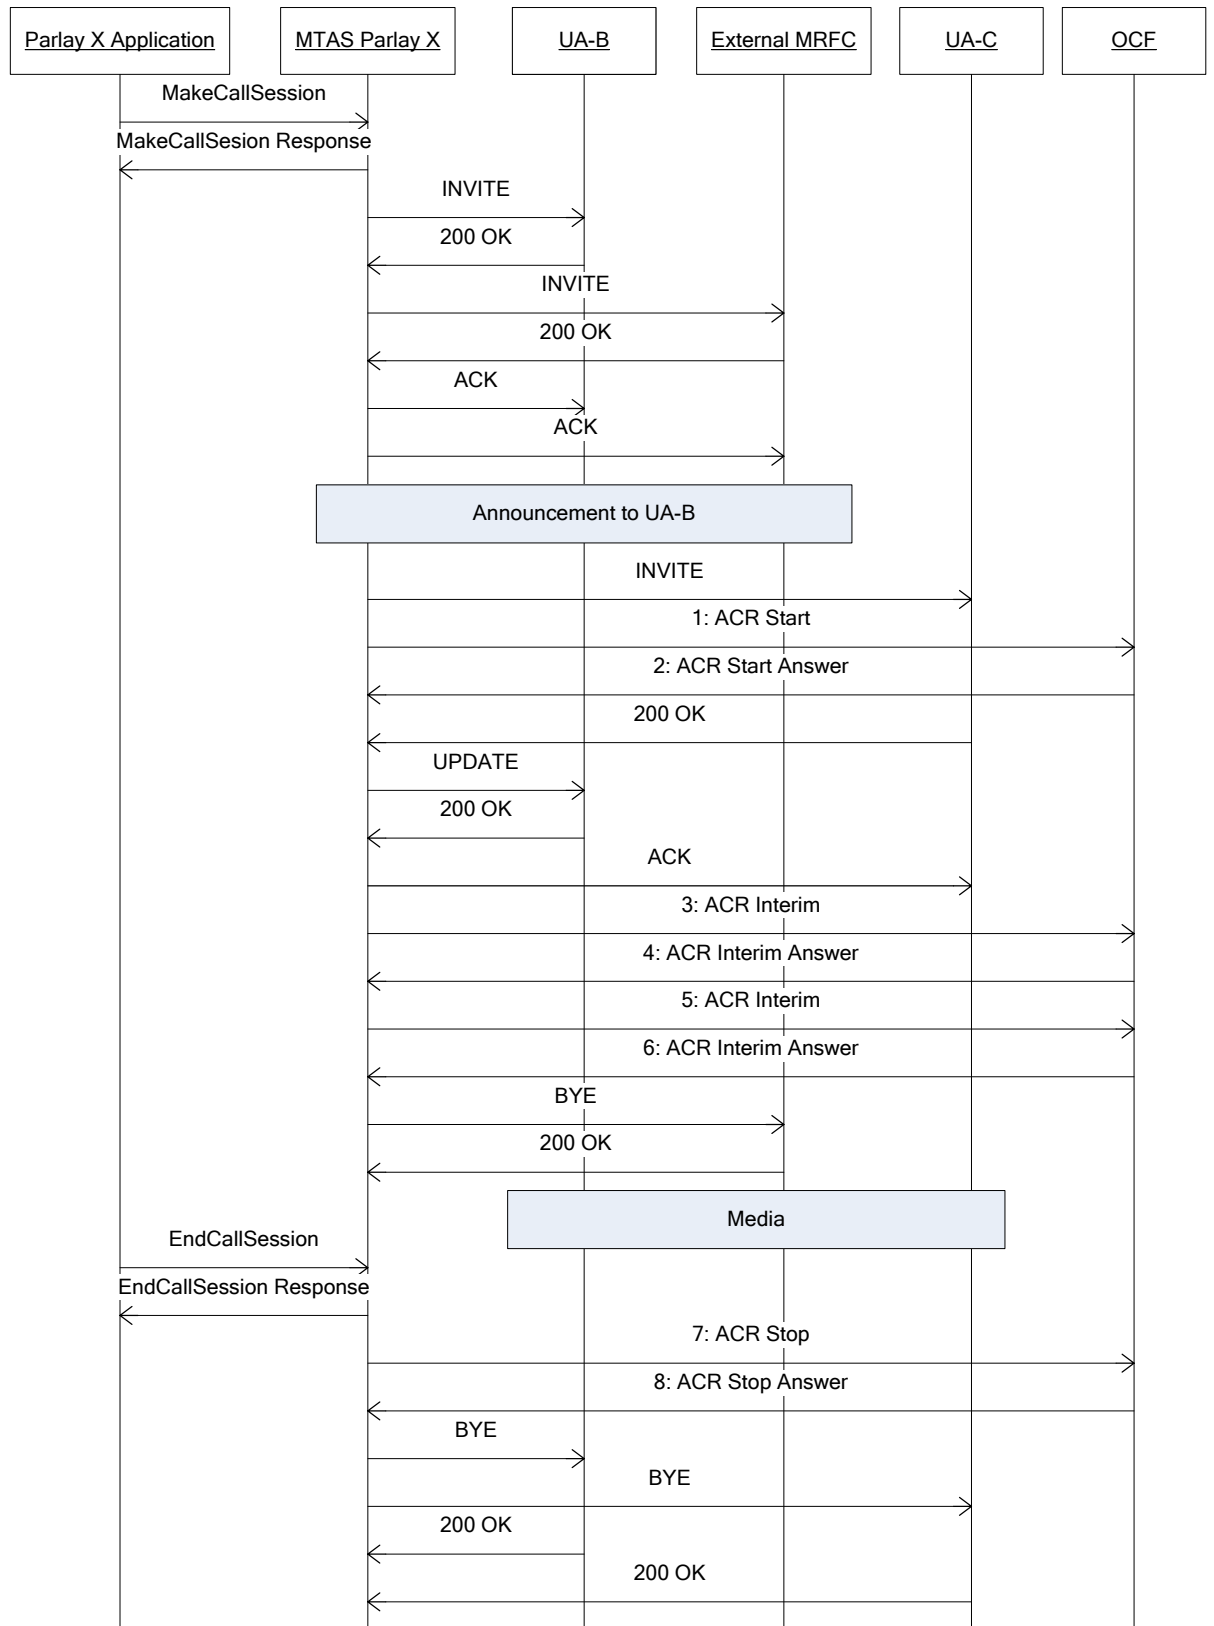 Parlay X Application
MTAS Parlay X
UA-B
External MRFC
UA-C
OCF
MakeCallSession
MakeCallSesion Response
INVITE
200 OK
INVITE
200 OK
ACK
ACK
Announcement to UA-B
INVITE
1: ACR Start
2: ACR Start Answer
200 OK
UPDATE
200 OK
ACK
3: ACR Interim
4: ACR Interim Answer
5: ACR Interim
6: ACR Interim Answer
BYE
200 OK
Media
EndCallSession
EndCallSession Response
7: ACR Stop
8: ACR Stop Answer
BYE
BYE
200 OK
200 OK